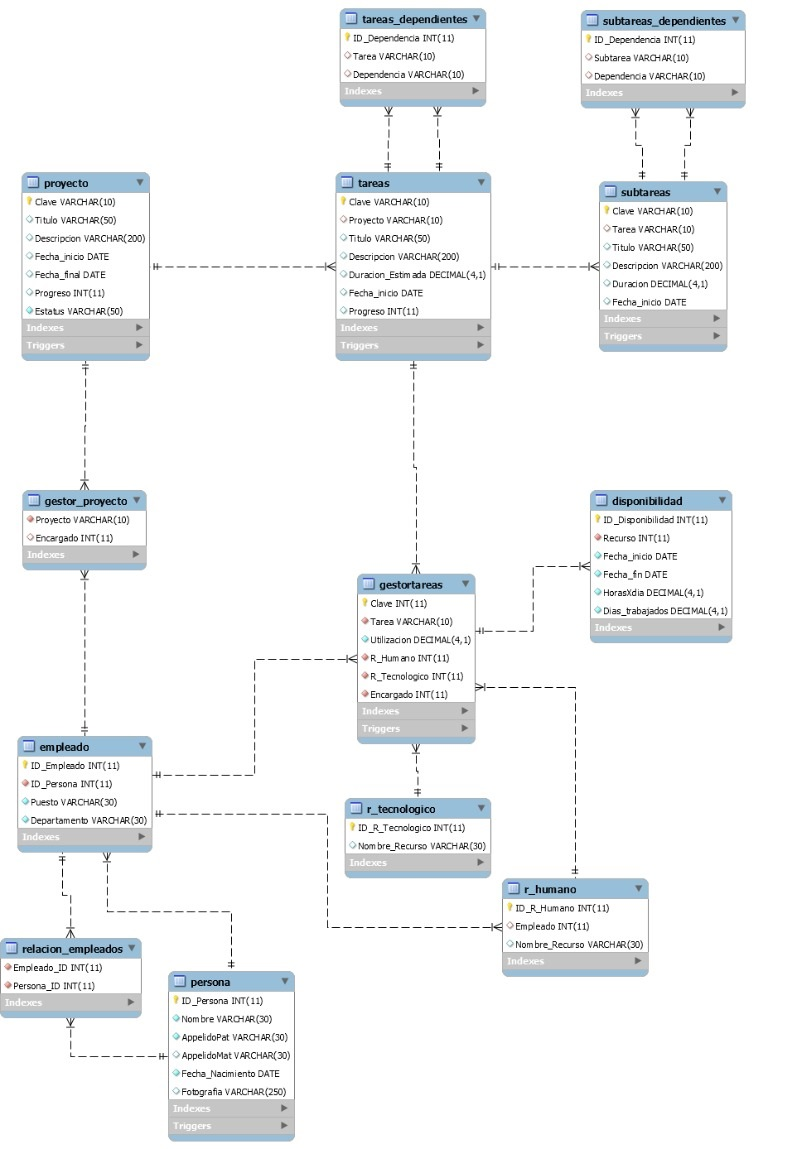 tareas_dependientes
ID_Dependencia INT(11)
Tarea VARCHAR(10)
Dependencia VARCHAR(10)
Indexes
subtareas_dependientes
ID_Dependencia INT(11)
Subtarea VARCHAR(10)
Dependencia VARCHAR(10)
Indexes
proyecto
Clave VARCHAR(10)
Titulo VARCHAR(50)
Descripcion VARCHAR(200)
Fecha_inicio DATE
Fecha_final DATE
Progreso INT(11)
Estatus VARCHAR(50)
Indexes
Triggers
tareas
Clave VARCHAR(10)
Proyecto VARCHAR(10)
Titulo VARCHAR(50)
Descripcion VARCHAR(200)
Duracion_Estimada DECIMAL(4,1)
Fecha_inicio DATE
Progreso INT(11)
Indexes
Triggers
subtareas
Clave VARCHAR(10)
Tarea VARCHAR(10)
Titulo VARCHAR(50)
Descripcion VARCHAR(200)
Duracion DECIMAL(4,1)
Fecha_inicio DATE
Indexes
Triggers
gestor_proyecto
Proyecto VARCHAR(10)
Encargado INT(11)
Indexes
disponibilidad
ID_Disponibilidad INT(11)
Recurso INT(11)
Fecha_inicio DATE
Fecha_fin DATE
HorasXdia DECIMAL(4,1)
Dias_trabajados DECIMAL(4,1)
Indexes
gestortareas
Clave INT(11)
Tarea VARCHAR(10)
Utilizacion DECIMAL(4,1)
R_Humano INT(11)
R_Tecnologico INT(11)
Encargado INT(11)
Indexes
Triggers
empleado
ID_Empleado INT(11)
ID_Persona INT(11)
Puesto VARCHAR(30)
Departamento VARCHAR(30)
Indexes
r_tecnologico
ID_R_Tecnologico INT(11)
Nombre_Recurso VARCHAR(30)
Indexes
r_humano
ID_R_Humano INT(11)
Empleado INT(11)
Nombre_Recurso VARCHAR(30)
Indexes
relacion_empleados
Empleado_ID INT(11)
Persona_ID INT(11)
Indexes
persona
ID_Persona INT(11)
Nombre VARCHAR(30)
AppelidoPat VARCHAR(30)
AppelidoMat VARCHAR(30)
Fecha_Nacimiento DATE
Fotografia VARCHAR(250)
Indexes
Triggers